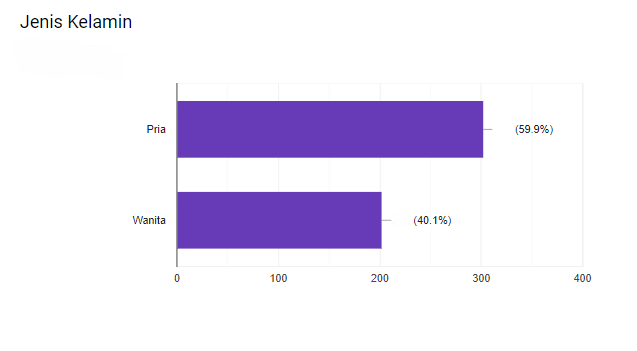 Jenis Kelamin
Pria
(59.9%)
Wanita
(40.1%)
0 100 200 300 400